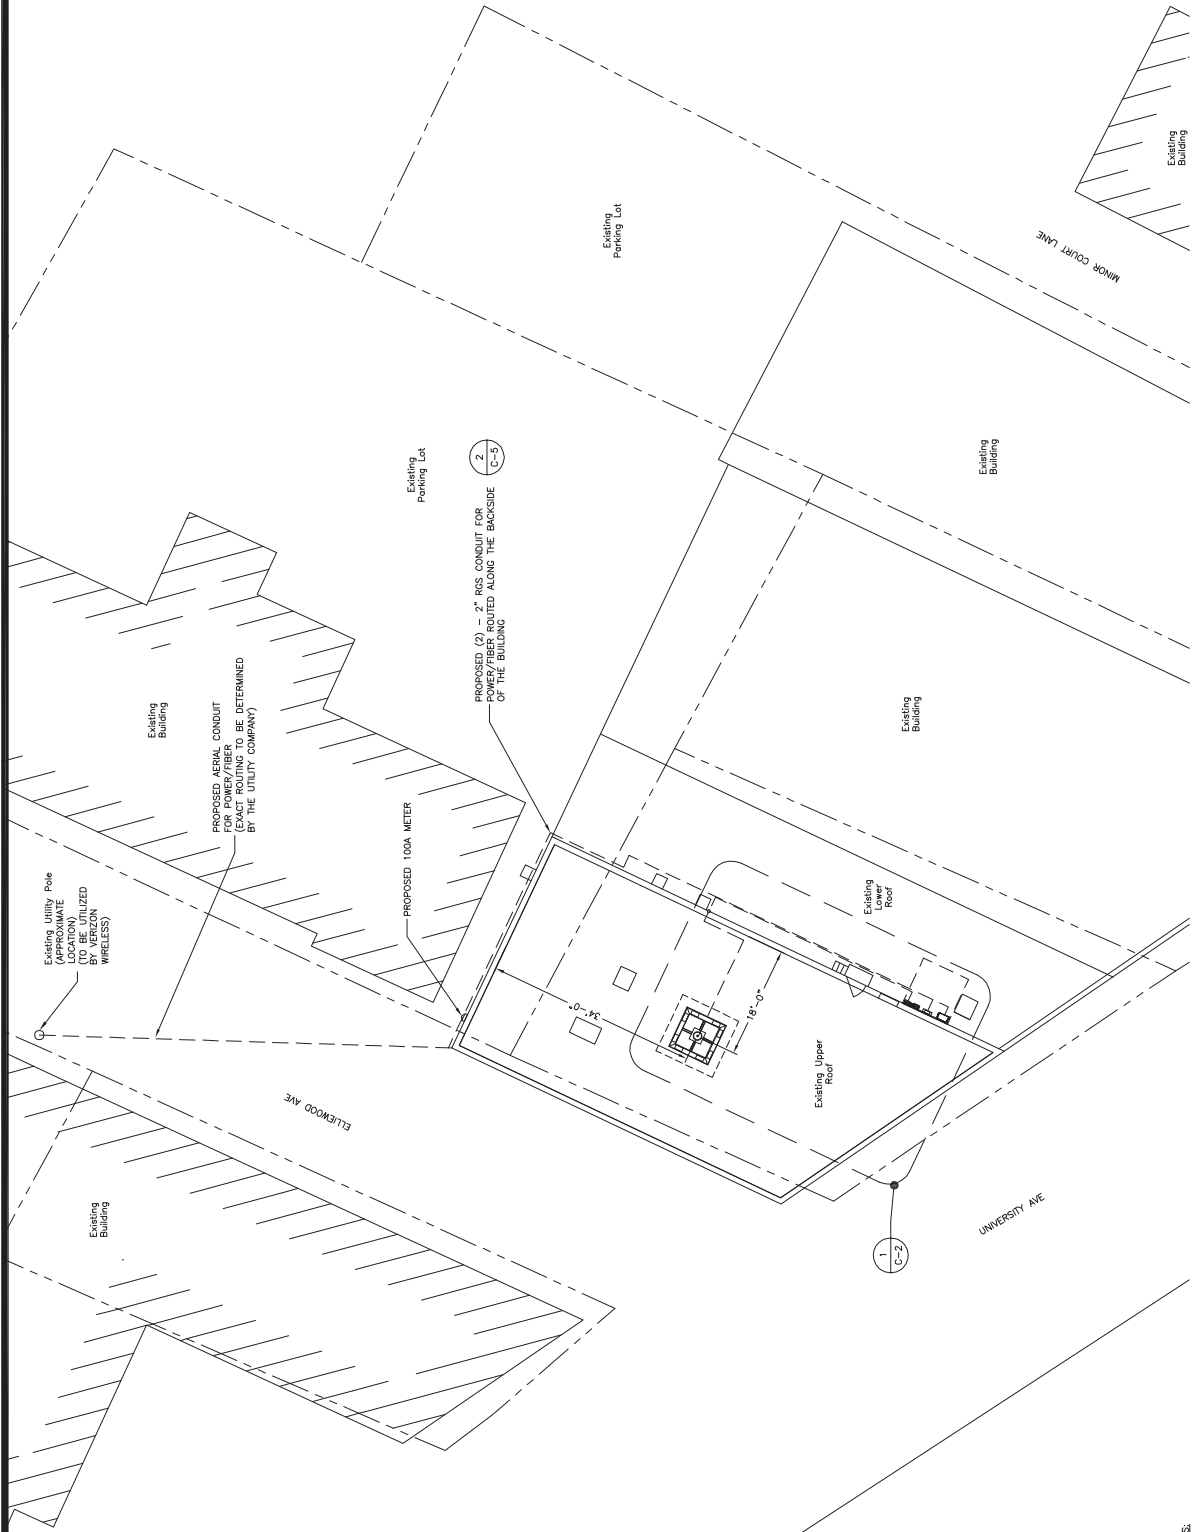 Existing Utility Pole
(APPROXIMATE
LOCATION)
(TO BE UTILIZED
BY VERIZON
WIRELESS)
PROPOSED AERIAL CONDUIT
FOR POWER/FIBER
(EXACT ROUTING TO BE DETERMINED
BY THE UTILITY COMPANY)
PROPOSED 100A METER
PROPOSED (2) – 2" RGS CONDUIT FOR
POWER/FIBER ROUTED ALONG THE BACKSIDE
OF THE BUILDING
2
C-5
Existing
Building
Existing
Building
Existing
Parking Lot
Existing
Parking Lot
Existing
Building
MINOR COURT LANE
Existing
Building
Existing
Building
Existing
Lower
Roof
Existing Upper
Roof
34'-0"
18'-0"
ELLIEWOOD AVE
UNIVERSITY AVE
1
C-2